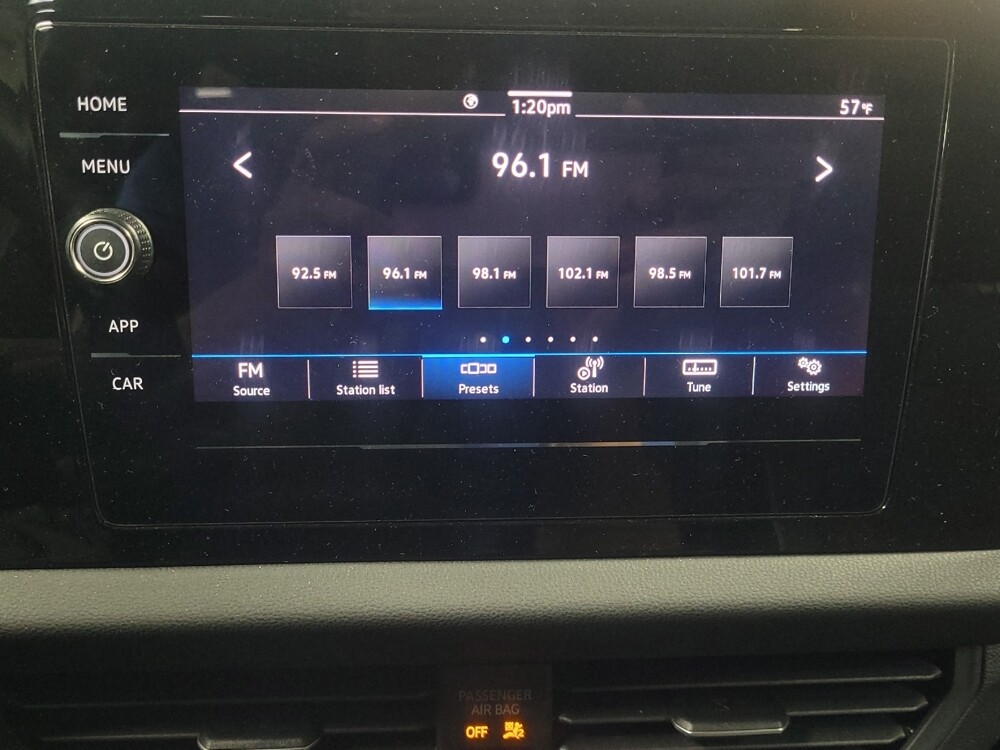 HOME
MENU
APP
CAR
1:20pm
57°F
96.1 FM
92.5 FM
96.1 FM
98.1 FM
102.1 FM
98.5 FM
101.7 FM
FM
Source
Station list
Presets
Station
Tune
Settings
PASSENGER
AIR BAG
OFF